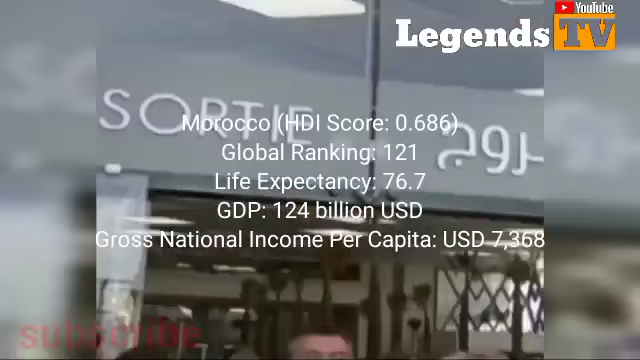 YouTube
Legends TV
SORTIE
خروج
Morocco (HDI Score: 0.686)
Global Ranking: 121
Life Expectancy: 76.7
GDP: 124 billion USD
Gross National Income Per Capita: USD 7,368
subscribe